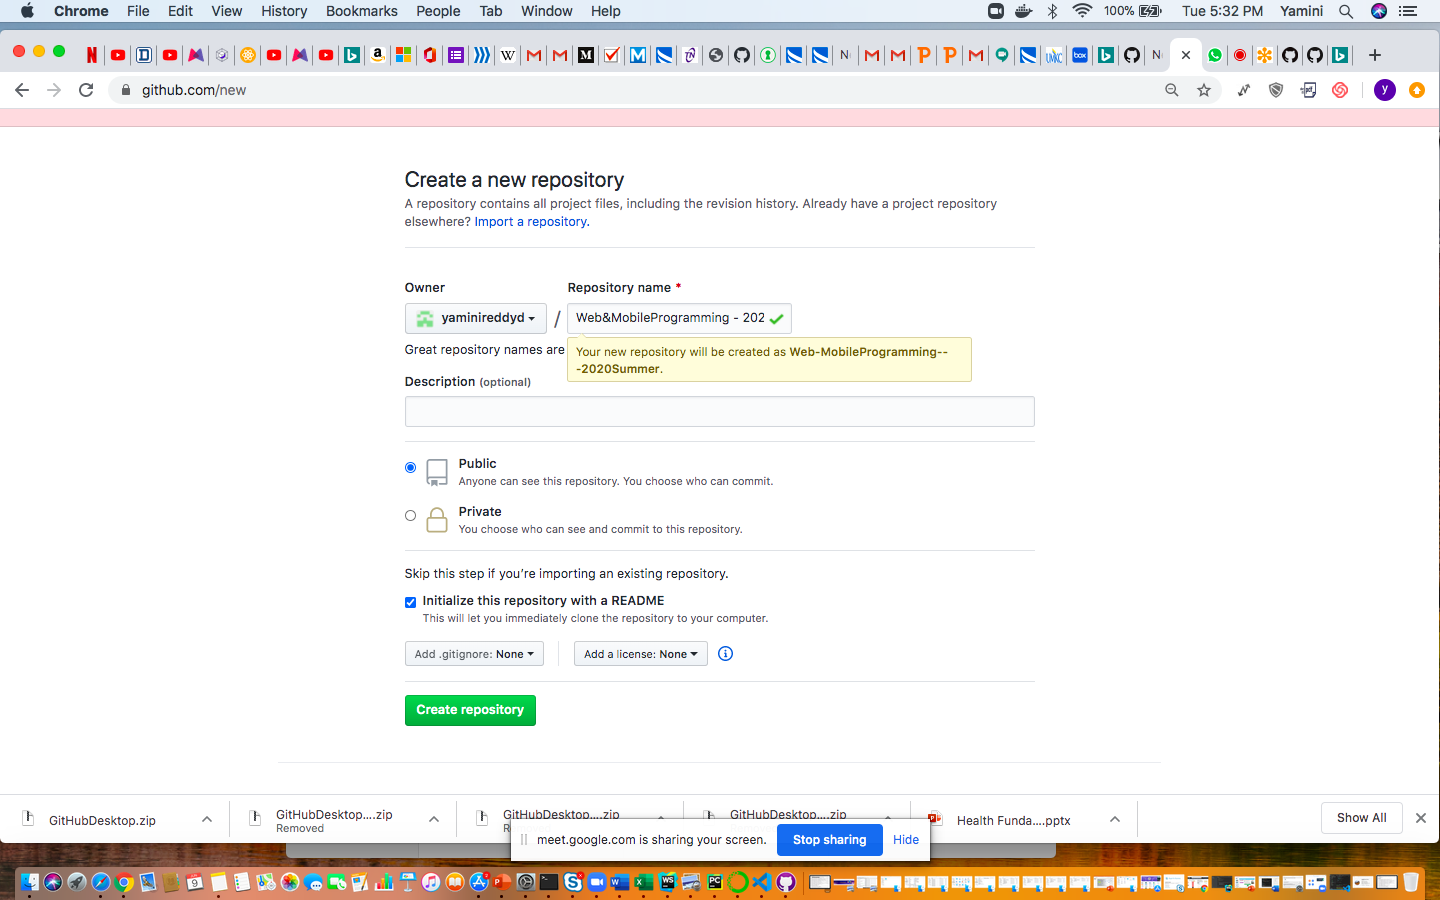 Chrome File Edit View History Bookmarks People Tab Window Help 100% Tue 5:32 PM Yamini
github.com/new
Create a new repository
A repository contains all project files, including the revision history. Already have a project repository
elsewhere? Import a repository.
Owner
Repository name *
yaminireddyd / Web&MobileProgramming - 202
Great repository names are
Your new repository will be created as Web-MobileProgramming--
-2020Summer.
Description (optional)
Public
Anyone can see this repository. You choose who can commit.
Private
You choose who can see and commit to this repository.
Skip this step if you're importing an existing repository.
Initialize this repository with a README
This will let you immediately clone the repository to your computer.
Add .gitignore: None
Add a license: None
Create repository
GitHubDesktop.zip
GitHubDesktop....zip
Removed
GitHubDesktop....zip
GitHubDesktop....zip
Health Funda....pptx
Show All
meet.google.com is sharing your screen.
Stop sharing
Hide